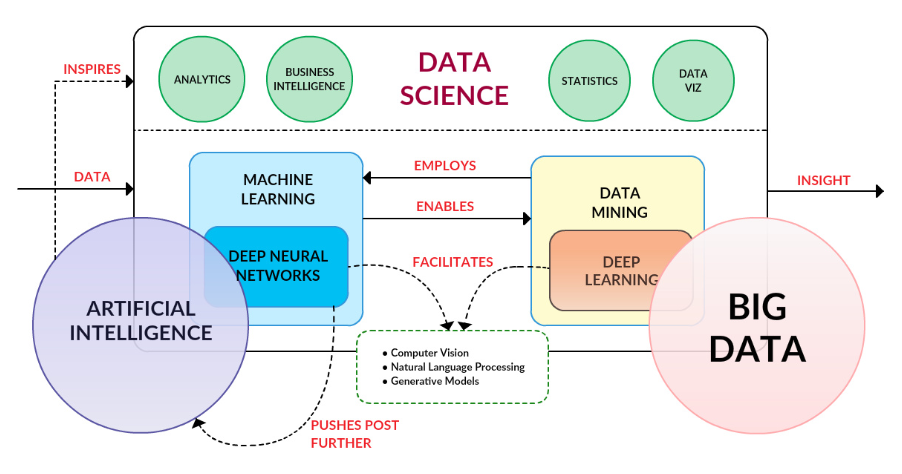 INSPIRES
ANALYTICS
BUSINESS
INTELLIGENCE
DATA
SCIENCE
STATISTICS
DATA
VIZ
DATA
MACHINE
LEARNING
EMPLOYS
ENABLES
DATA
MINING
INSIGHT
DEEP NEURAL
NETWORKS
FACILITATES
DEEP
LEARNING
ARTIFICIAL
INTELLIGENCE
BIG
DATA
• Computer Vision
• Natural Language Processing
• Generative Models
PUSHES POST
FURTHER